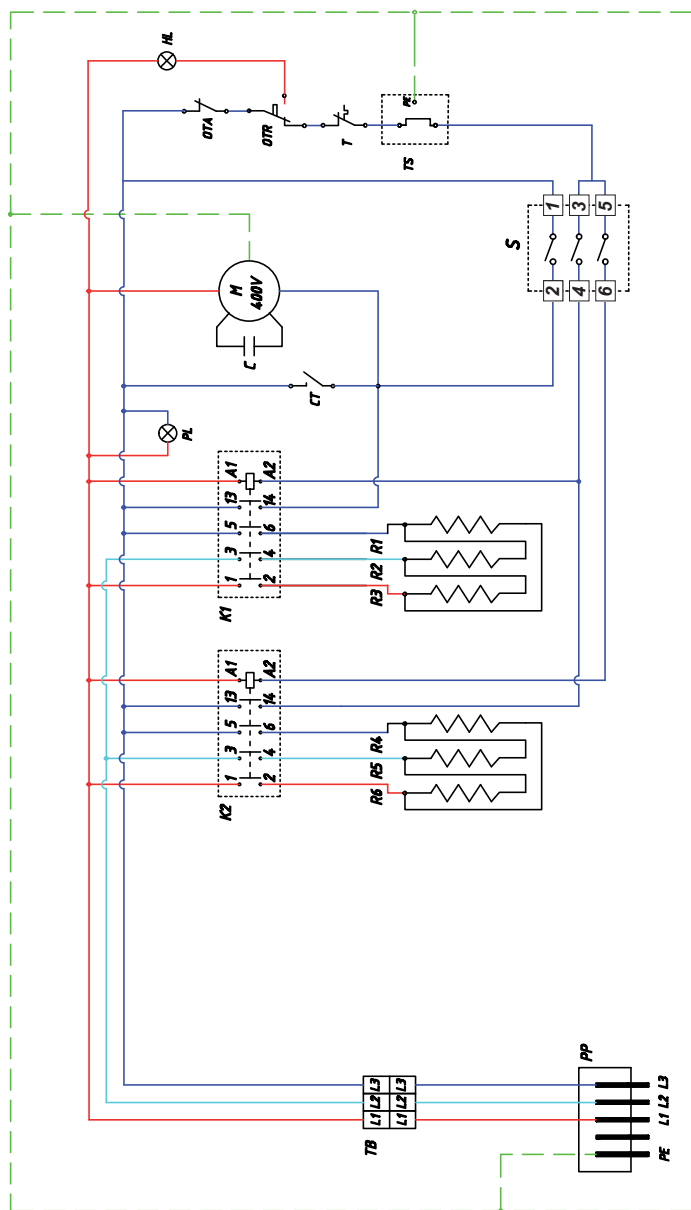 HL
OTA
OTR
T
PE
TS
1 3 5
S
2 4 6
M
400V
C
CT
PL
A1 A2
13 14
5 6
3 4
1 2
K1
R1
R2
R3
A1 A2
13 14
5 6
3 4
1 2
K2
R4
R5
R6
L1 L2 L3
L1 L2 L3
TB
PP
PE L1 L2 L3